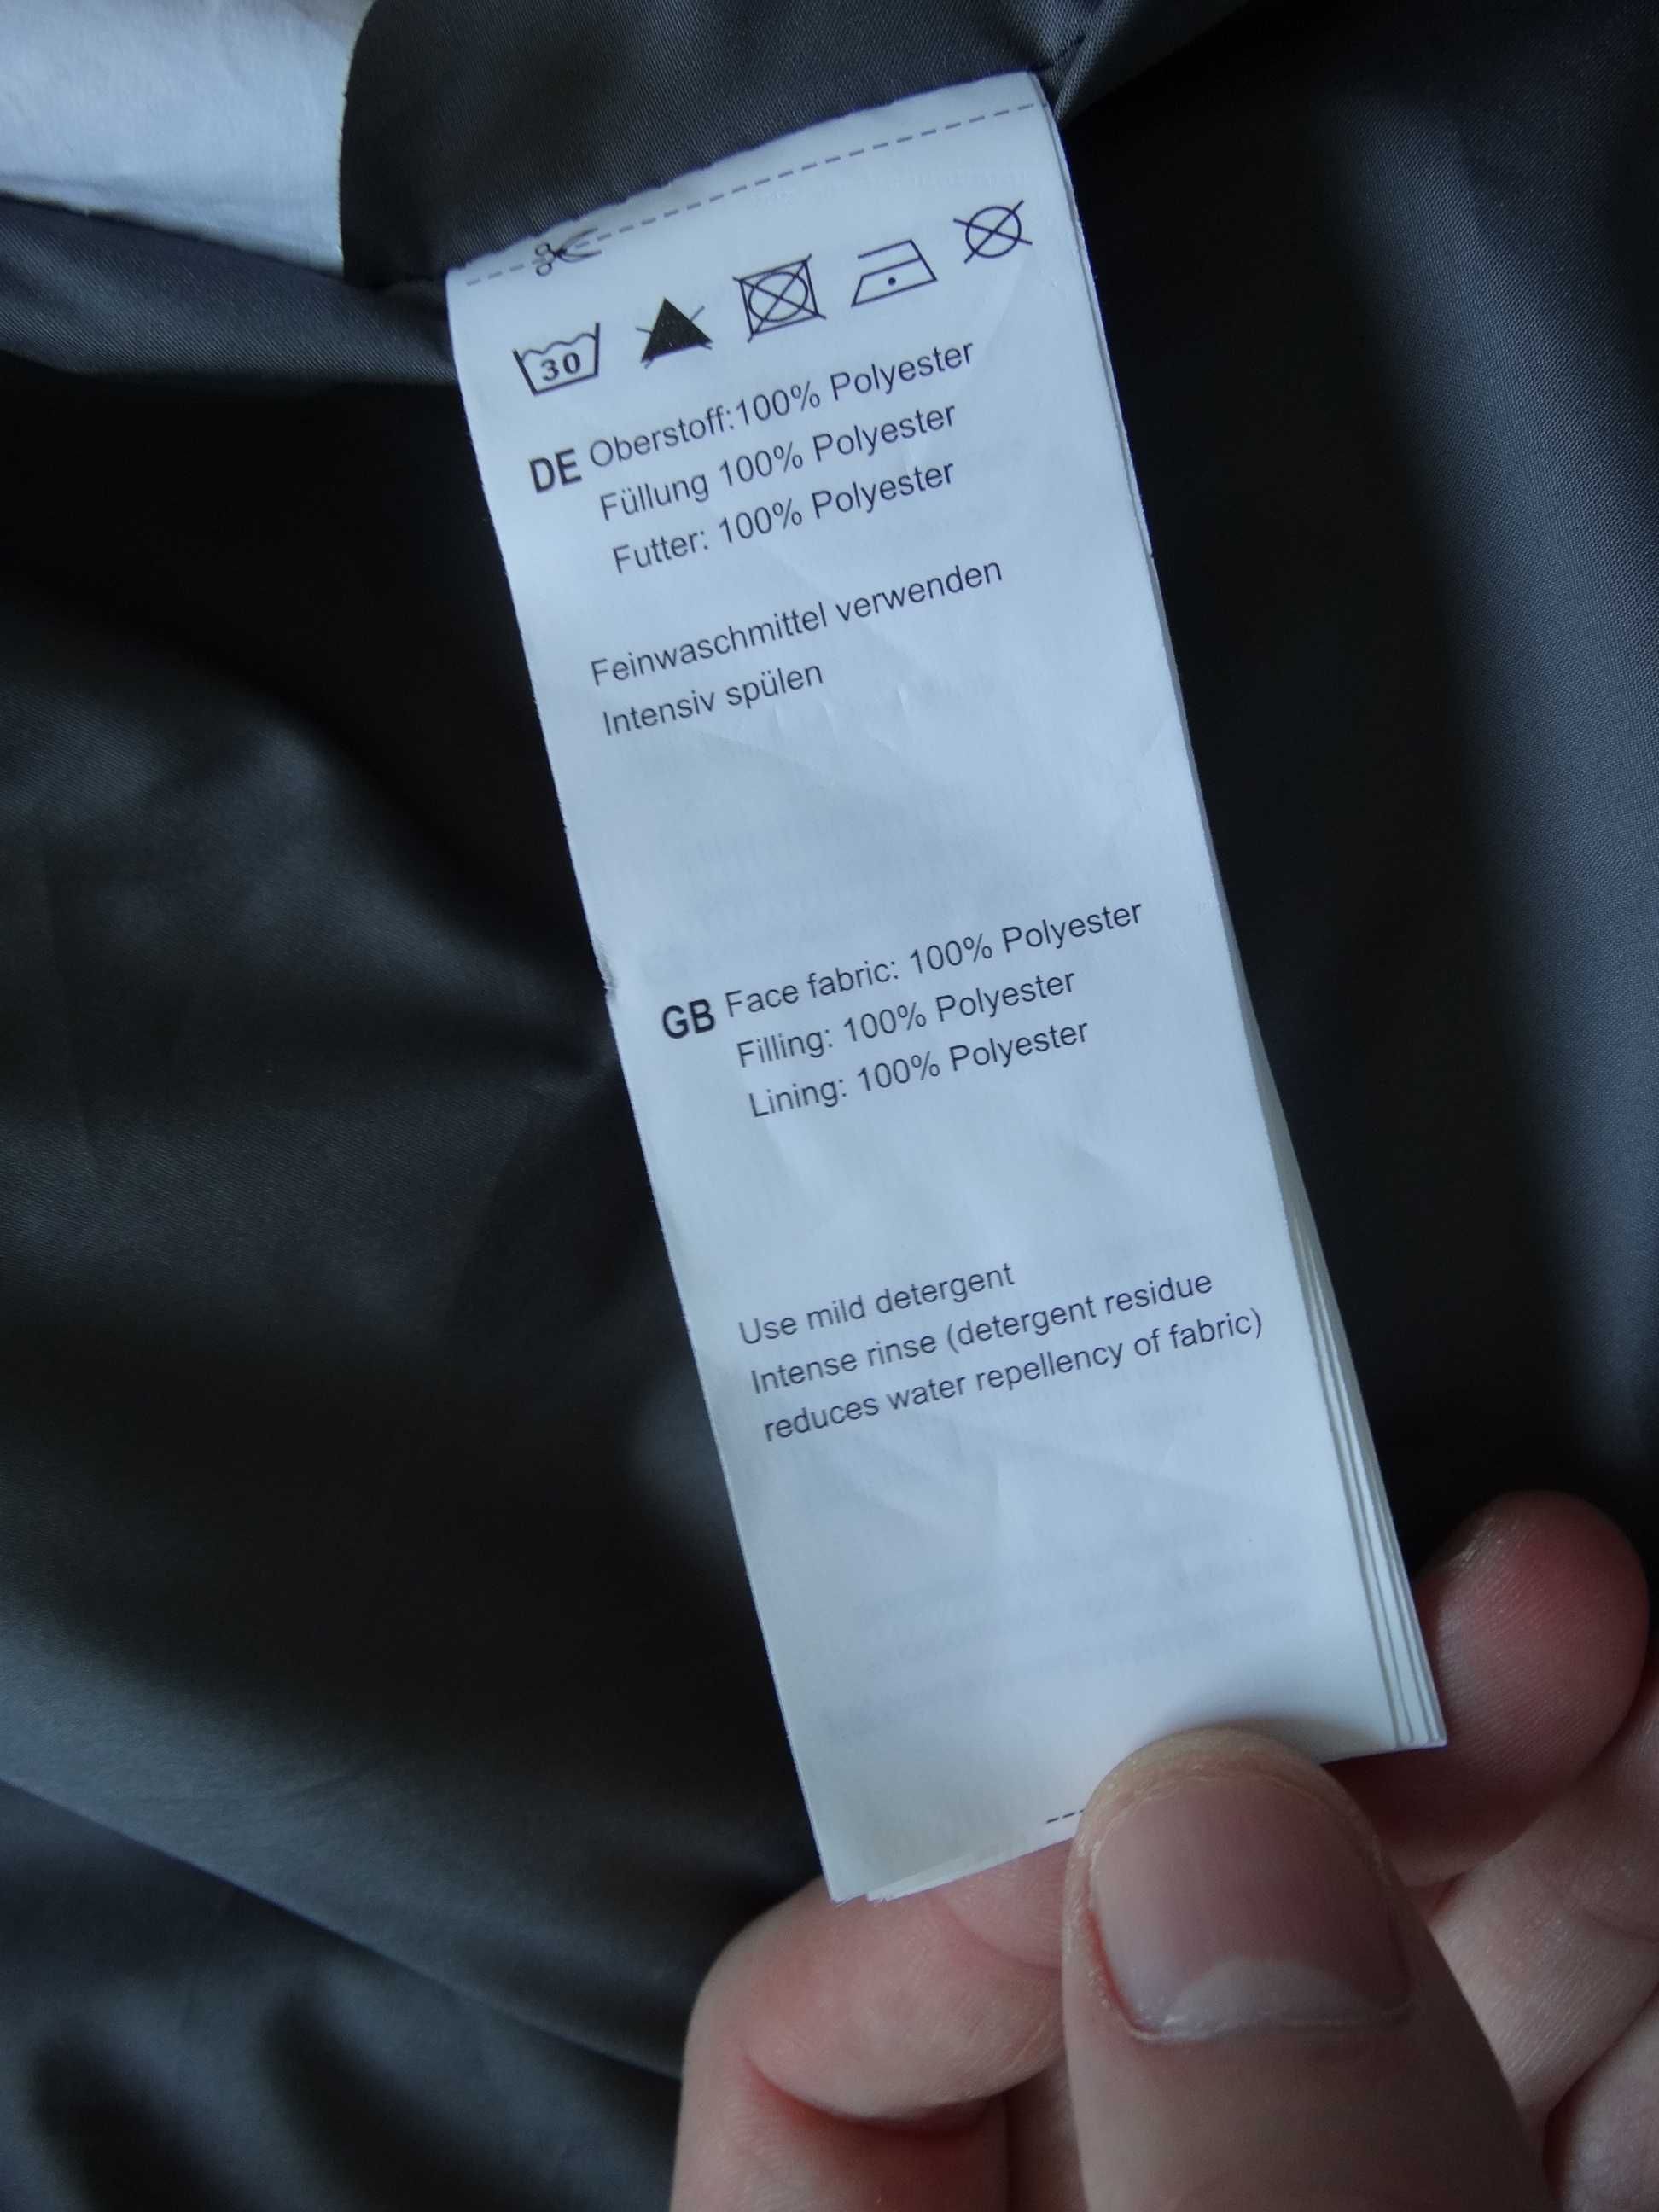 30
DE Oberstoff:100% Polyester
Füllung 100% Polyester
Futter: 100% Polyester
Feinwaschmittel verwenden
Intensiv spülen
GB Face fabric: 100% Polyester
Filling: 100% Polyester
Lining: 100% Polyester
Use mild detergent
Intense rinse (detergent residue
reduces water repellency of fabric)